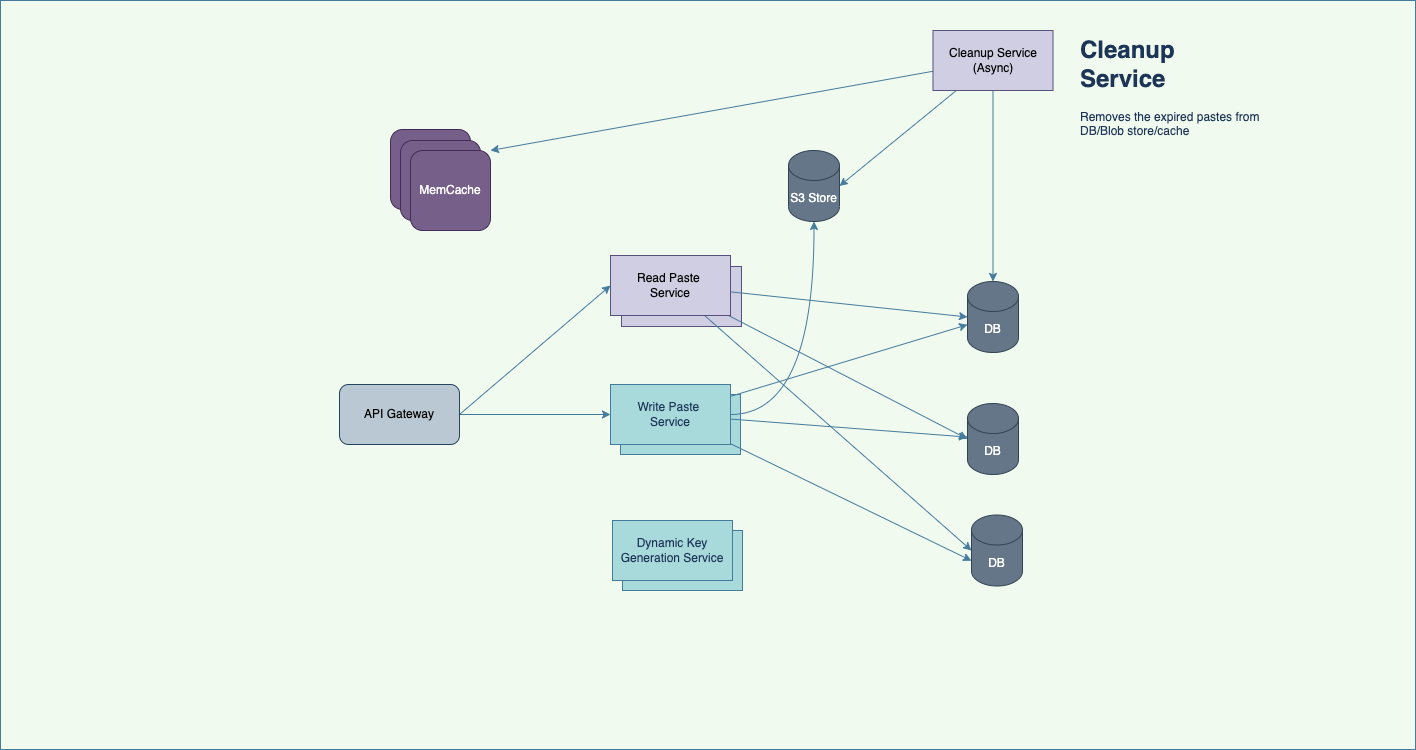 Cleanup Service
(Async)
Cleanup
Service
Removes the expired pastes from
DB/Blob store/cache
MemCache
S3 Store
Read Paste
Service
DB
API Gateway
Write Paste
Service
DB
Dynamic Key
Generation Service
DB